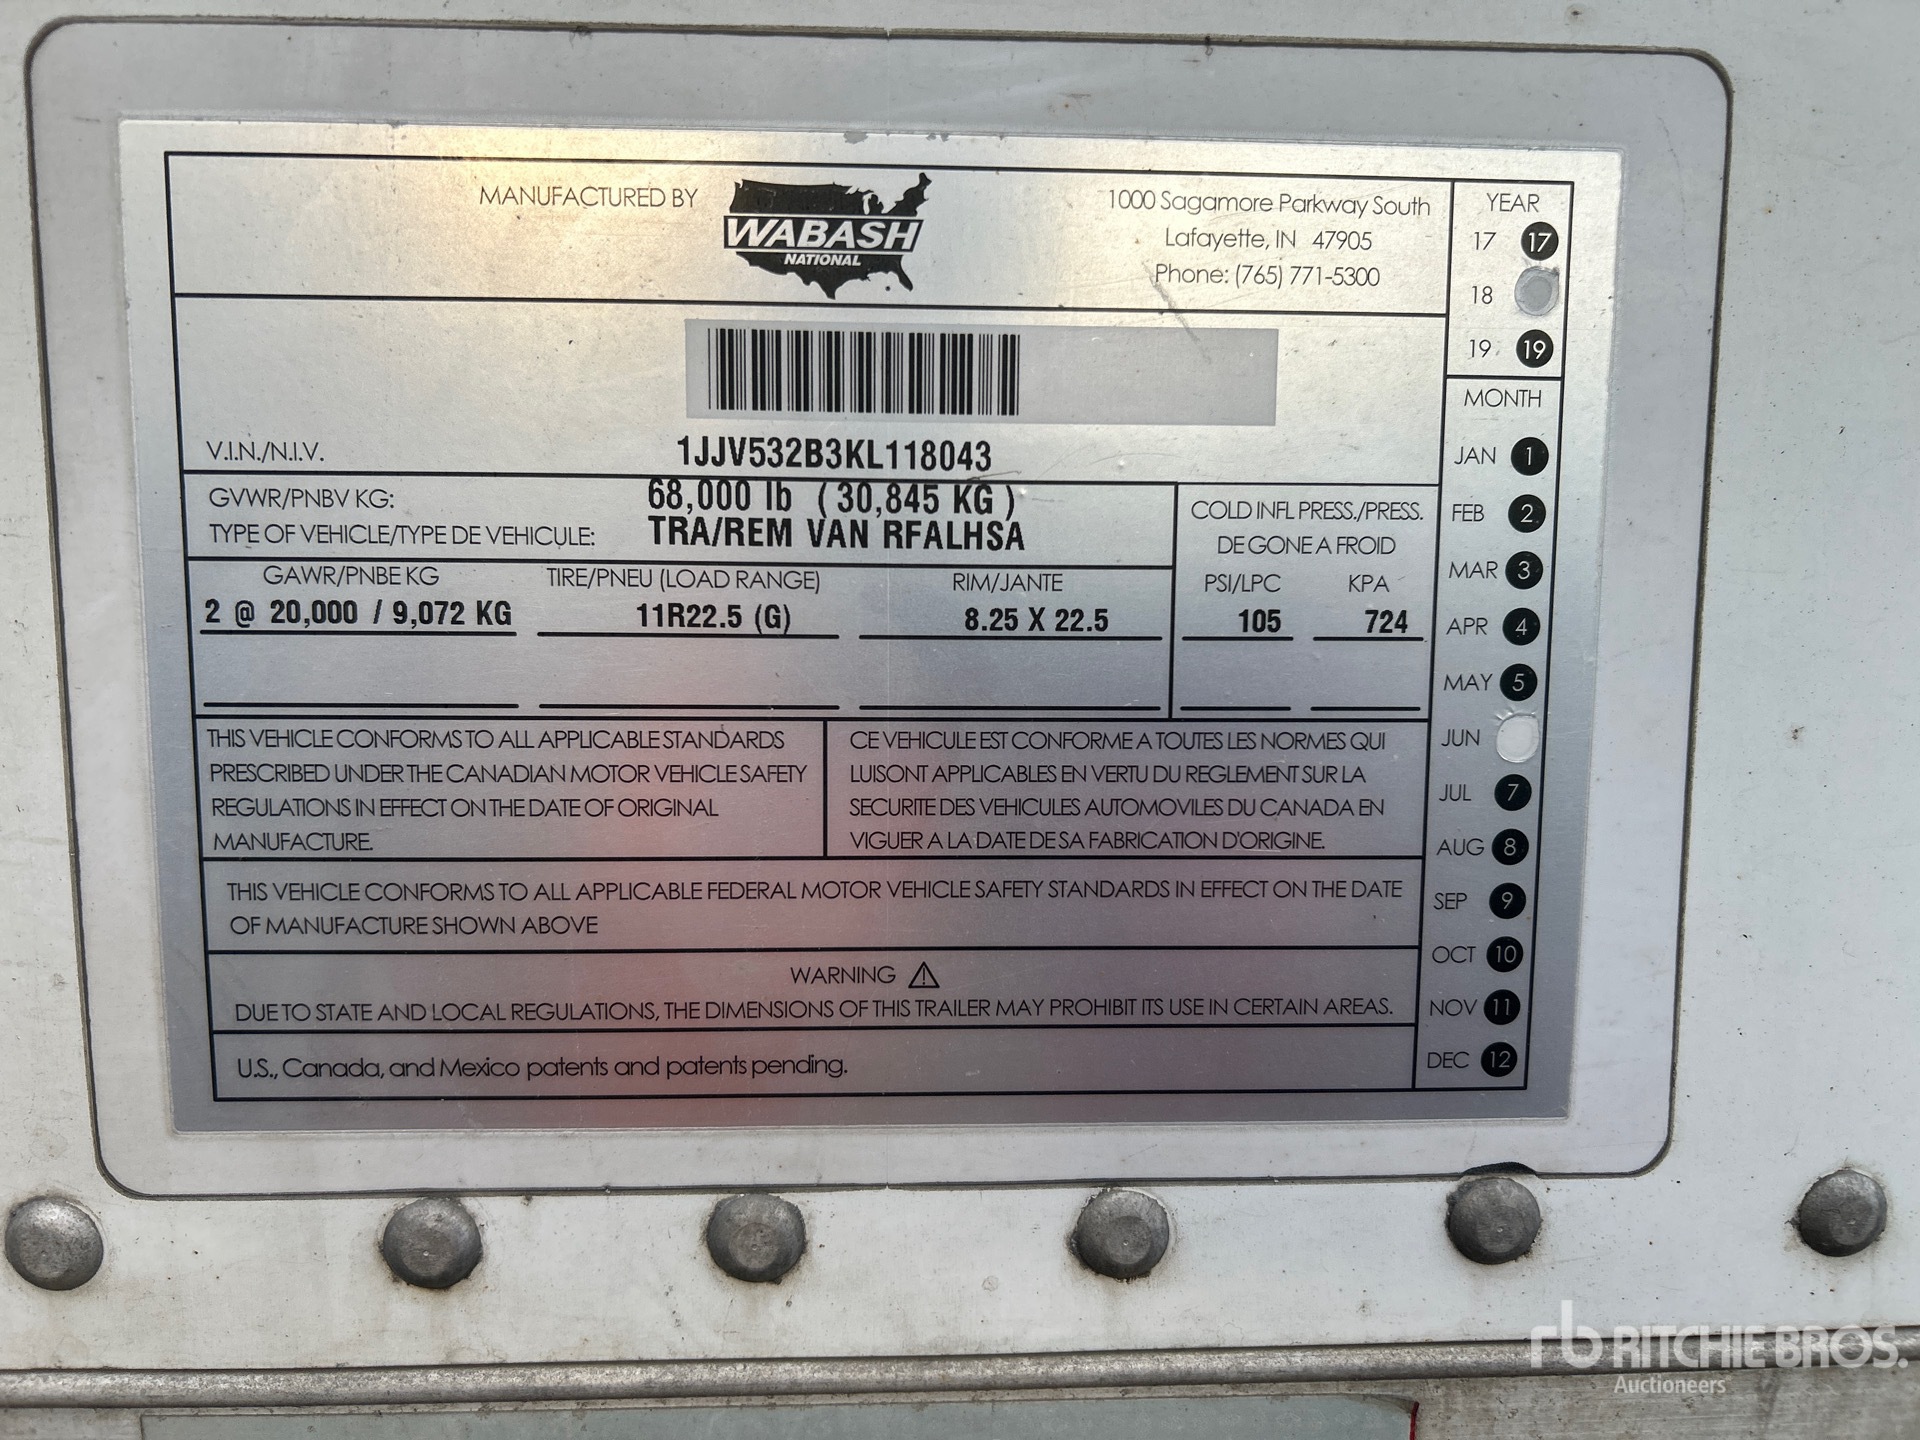 MANUFACTURED BY
WABASH
NATIONAL
1000 Sagamore Parkway South
Lafayette, IN 47905
Phone: (765) 771-5300
V.I.N./N.I.V. 1JJV532B3KL118043
GVWR/PNBV KG: 68,000 lb (30,845 KG)
TYPE OF VEHICLE/TYPE DE VEHICULE: TRA/REM VAN RFALHSA
COLD INFL PRESS./PRESS.
DE GONE A FROID
GAWR/PNBE KG TIRE/PNEU (LOAD RANGE) RIM/JANTE PSI/LPC KPA
2 @ 20,000 / 9,072 KG 11R22.5 (G) 8.25 X 22.5 105 724
THIS VEHICLE CONFORMS TO ALL APPLICABLE STANDARDS
PRESCRIBED UNDER THE CANADIAN MOTOR VEHICLE SAFETY
REGULATIONS IN EFFECT ON THE DATE OF ORIGINAL
MANUFACTURE.
CE VEHICULE EST CONFORME A TOUTES LES NORMES QUI
LUISONT APPLICABLES EN VERTU DU REGLEMENT SUR LA
SECURITE DES VEHICULES AUTOMOVILES DU CANADA EN
VIGUER A LA DATE DE SA FABRICATION D'ORIGINE.
THIS VEHICLE CONFORMS TO ALL APPLICABLE FEDERAL MOTOR VEHICLE SAFETY STANDARDS IN EFFECT ON THE DATE
OF MANUFACTURE SHOWN ABOVE
WARNING
DUE TO STATE AND LOCAL REGULATIONS, THE DIMENSIONS OF THIS TRAILER MAY PROHIBIT ITS USE IN CERTAIN AREAS.
U.S., Canada, and Mexico patents and patents pending.
YEAR
17 17
18
19 19
MONTH
JAN 1
FEB 2
MAR 3
APR 4
MAY 5
JUN
JUL 7
AUG 8
SEP 9
OCT 10
NOV 11
DEC 12
rb RITCHIE BROS.
Auctioneers